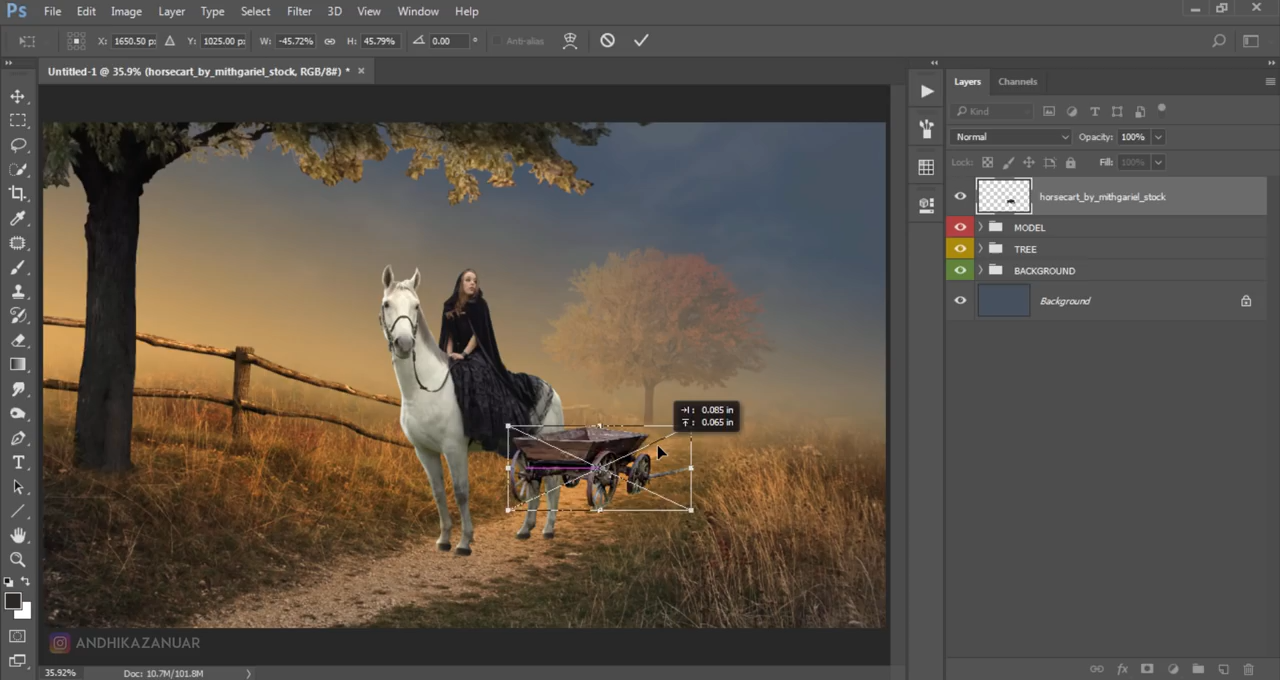 Ps File Edit Image Layer Type Select Filter 3D View Window Help
X: 1650.50 p: Y: 1025.00 p: W: -45.72% H: 45.79% 0.00 ° Anti-alias
Untitled-1 @ 35.9% (horsecart_by_mithgariel_stock, RGB/8#) * ×
Layers Channels
Kind
Normal Opacity: 100%
Lock: Fill: 100%
horsecart_by_mithgariel_stock
MODEL
TREE
BACKGROUND
Background
0.085 in
0.065 in
ANDHIKAZANUAR
35.92% Doc: 10.7M/101.8M